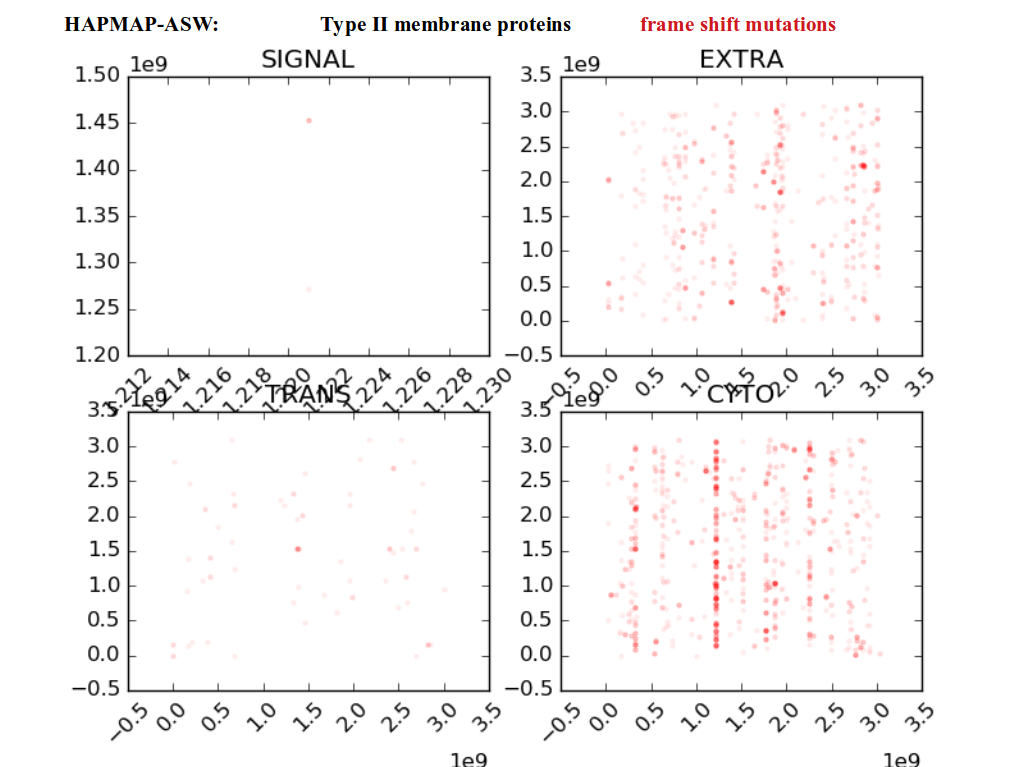 HAPMAP-ASW: Type II membrane proteins frame shift mutations
1e9 SIGNAL 1e9 EXTRA
1.50 3.5
1.45 3.0
1.40 2.5
1.35 2.0
1.30 1.5
1.25 1.0
1.20 0.5
0.0
−0.5
1.212 1.214 1.216 1.218 1.220 1.222 1.224 1.226 1.228 1.230
−0.5 0.0 0.5 1.0 1.5 2.0 2.5 3.0 3.5
1e9 TRANS 1e9 CYTO
3.5 3.5
3.0 3.0
2.5 2.5
2.0 2.0
1.5 1.5
1.0 1.0
0.5 0.5
0.0 0.0
−0.5 −0.5
−0.5 0.0 0.5 1.0 1.5 2.0 2.5 3.0 3.5 −0.5 0.0 0.5 1.0 1.5 2.0 2.5 3.0 3.5
1e9 1e9